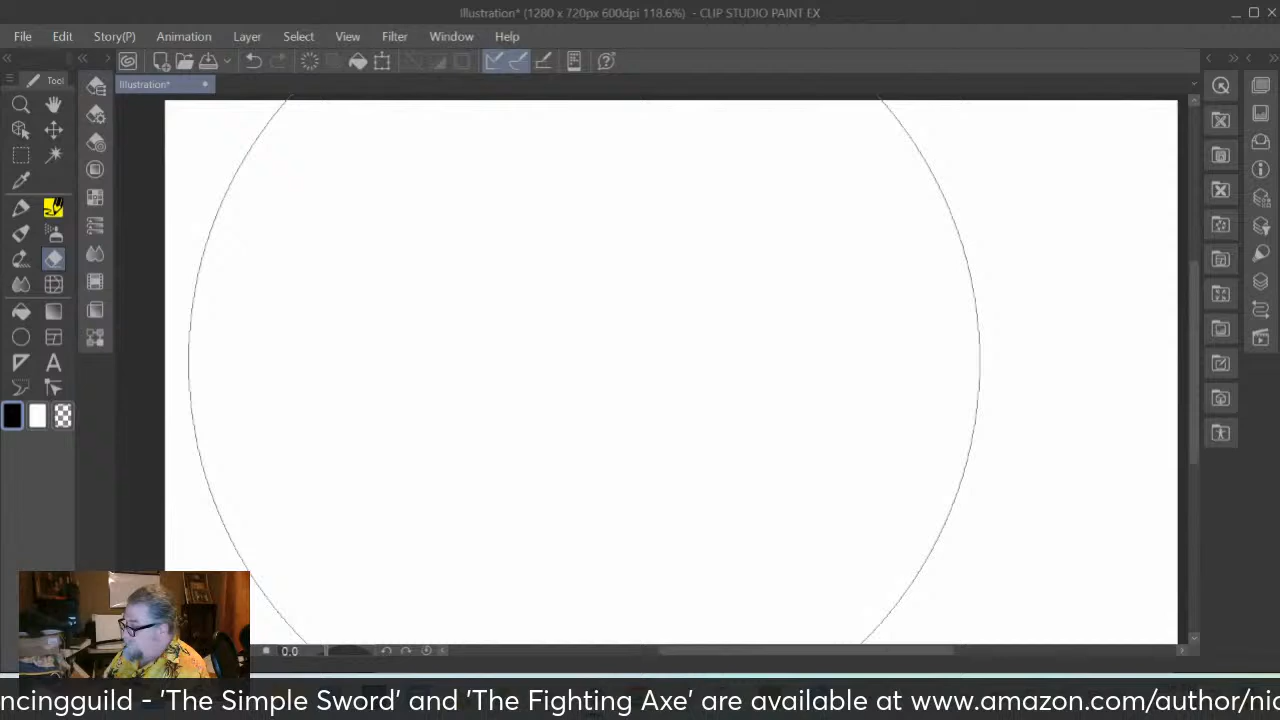 Illustration* (1280 x 720px 600dpi 118.6%) - CLIP STUDIO PAINT EX
File Edit Story(P) Animation Layer Select View Filter Window Help
Tool
Illustration*
A
0.0
ncingguild - 'The Simple Sword' and 'The Fighting Axe' are available at www.amazon.com/author/nic